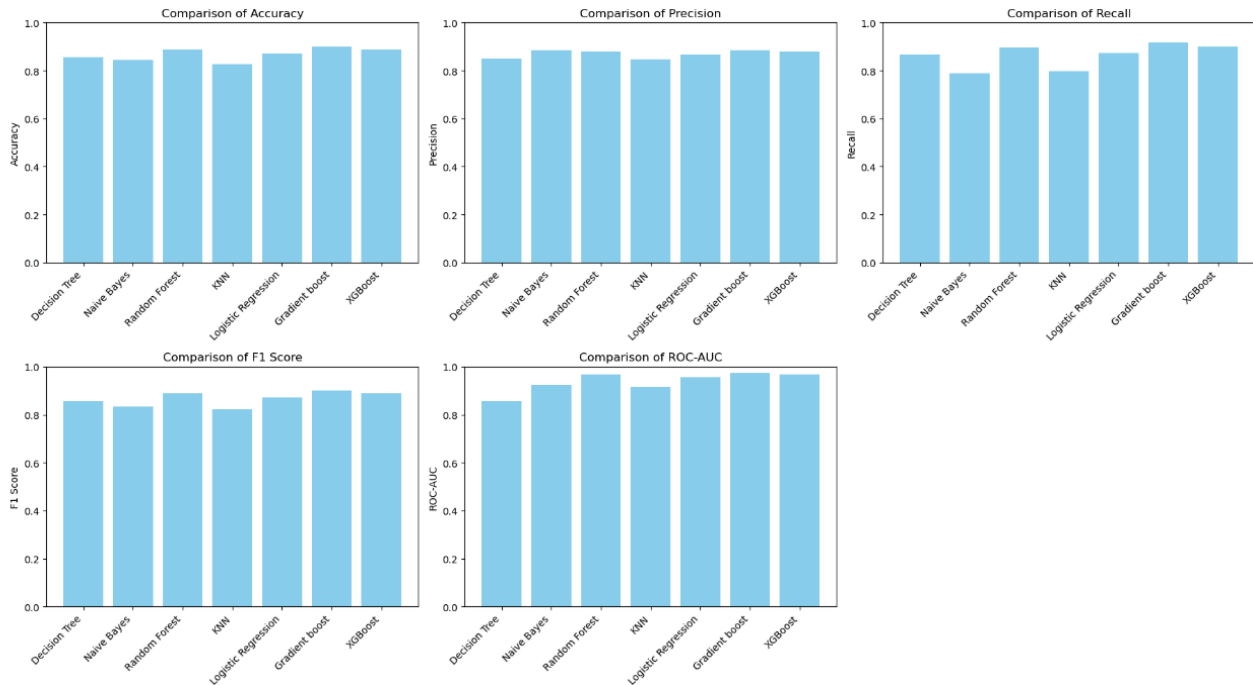 Comparison of Accuracy
1.0
0.8
0.6
0.4
0.2
0.0
Accuracy
Decision Tree
Naive Bayes
Random Forest
KNN
Logistic Regression
Gradient boost
XGBoost
Comparison of Precision
1.0
0.8
0.6
0.4
0.2
0.0
Precision
Decision Tree
Naive Bayes
Random Forest
KNN
Logistic Regression
Gradient boost
XGBoost
Comparison of Recall
1.0
0.8
0.6
0.4
0.2
0.0
Recall
Decision Tree
Naive Bayes
Random Forest
KNN
Logistic Regression
Gradient boost
XGBoost
Comparison of F1 Score
1.0
0.8
0.6
0.4
0.2
0.0
F1 Score
Decision Tree
Naive Bayes
Random Forest
KNN
Logistic Regression
Gradient boost
XGBoost
Comparison of ROC-AUC
1.0
0.8
0.6
0.4
0.2
0.0
ROC-AUC
Decision Tree
Naive Bayes
Random Forest
KNN
Logistic Regression
Gradient boost
XGBoost